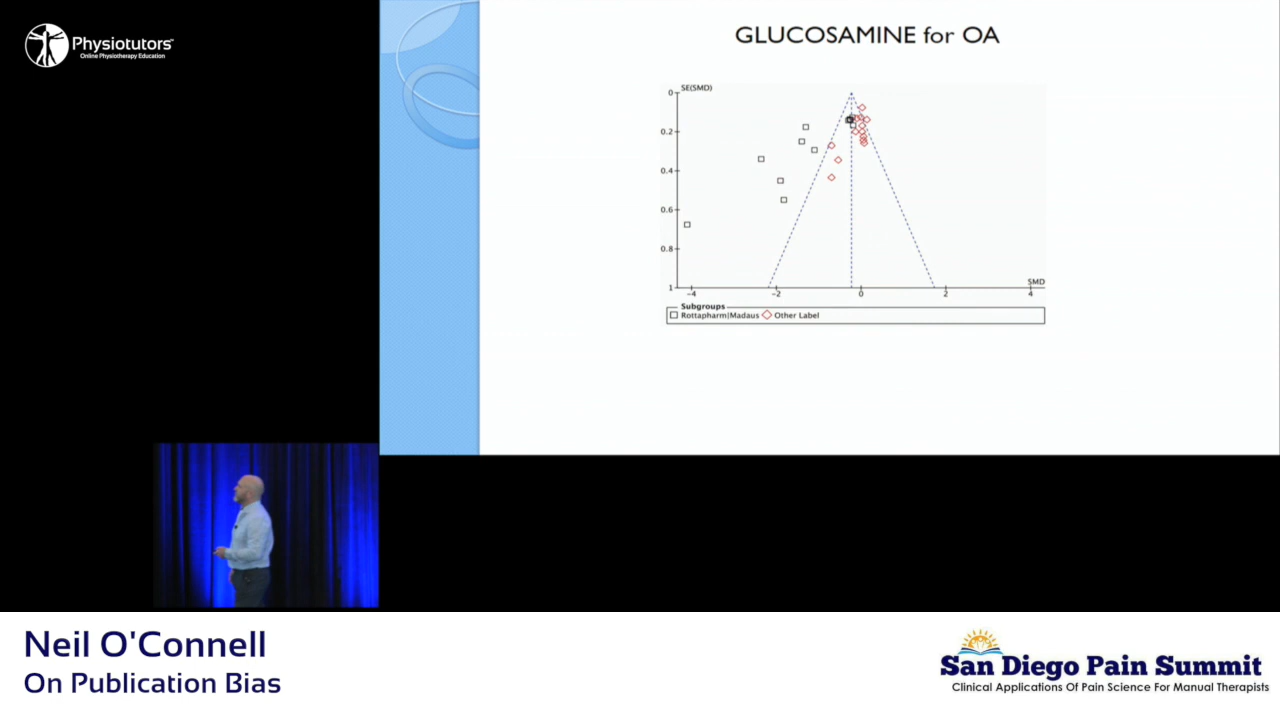 Physiotutors™
Online Physiotherapy Education
GLUCOSAMINE for OA
SE(SMD)
0
0.2
0.4
0.6
0.8
1
-4
-2
0
2
4
SMD
Subgroups
Rottapharm|Madaus
Other Label
Neil O'Connell
On Publication Bias
San Diego Pain Summit
Clinical Applications Of Pain Science For Manual Therapists